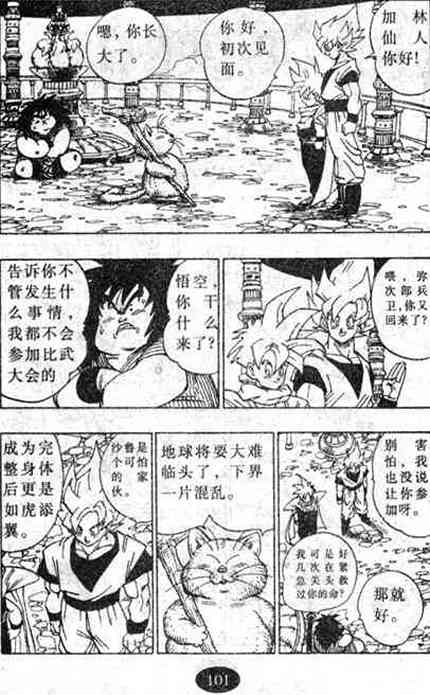 加林
仙人
你好!
你好，
初次见
面。
嗯，你长
大了。
喂，弥
次郎兵
卫，你又
回来了？
悟空，
你干
什么
来了？
告诉你不
管发生什
么事情，
我都不会
参加比武
大会的
别害
怕，我
也没说
让你参
加呀。
我可是好
几次在紧
急关头救
过你的命？
那就
好。
地球将要大难
临头了，下界
一片混乱。
沙鲁是
个可怕
的家
伙。
成为完
整身体
后更是
如虎添
翼。
101